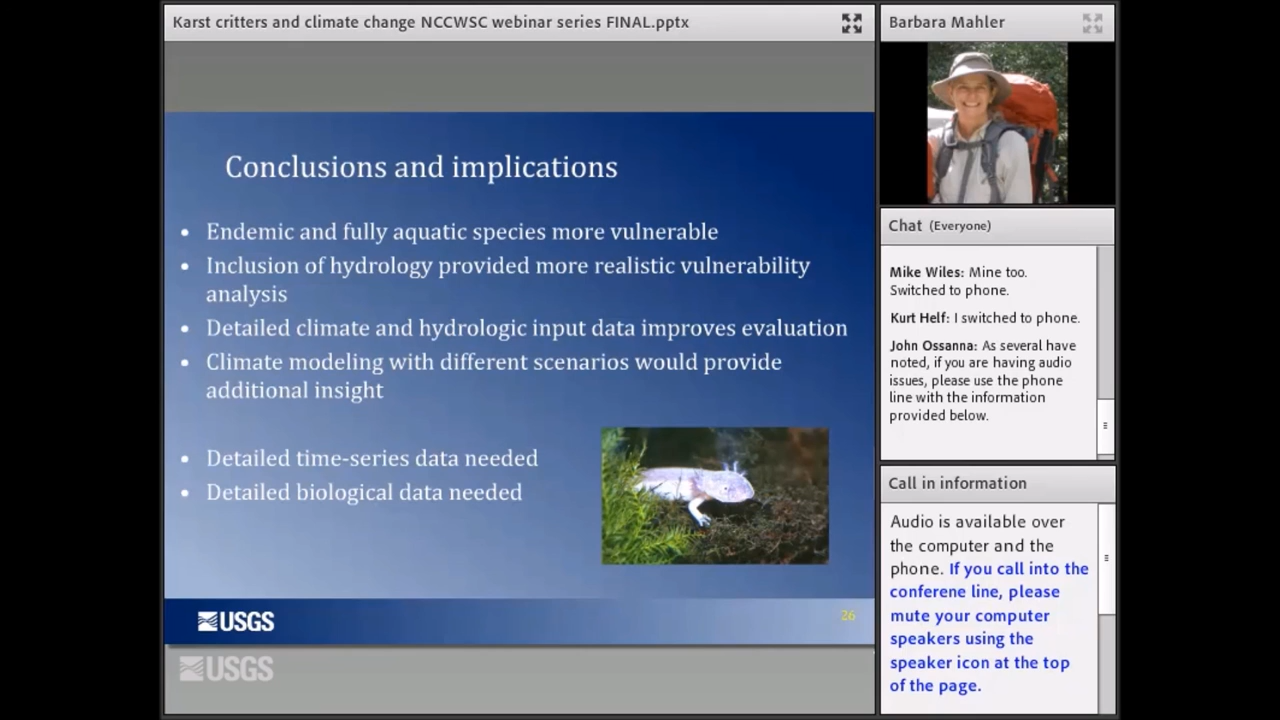 Karst critters and climate change NCCWSC webinar series FINAL.pptx
Conclusions and implications
• Endemic and fully aquatic species more vulnerable
• Inclusion of hydrology provided more realistic vulnerability
analysis
• Detailed climate and hydrologic input data improves evaluation
• Climate modeling with different scenarios would provide
additional insight
• Detailed time-series data needed
• Detailed biological data needed
USGS
26
USGS
Barbara Mahler
Chat (Everyone)
Mike Wiles: Mine too.
Switched to phone.
Kurt Helf: I switched to phone.
John Ossanna: As several have
noted, if you are having audio
issues, please use the phone
line with the information
provided below.
Call in information
Audio is available over
the computer and the
phone. If you call into the
conferene line, please
mute your computer
speakers using the
speaker icon at the top
of the page.